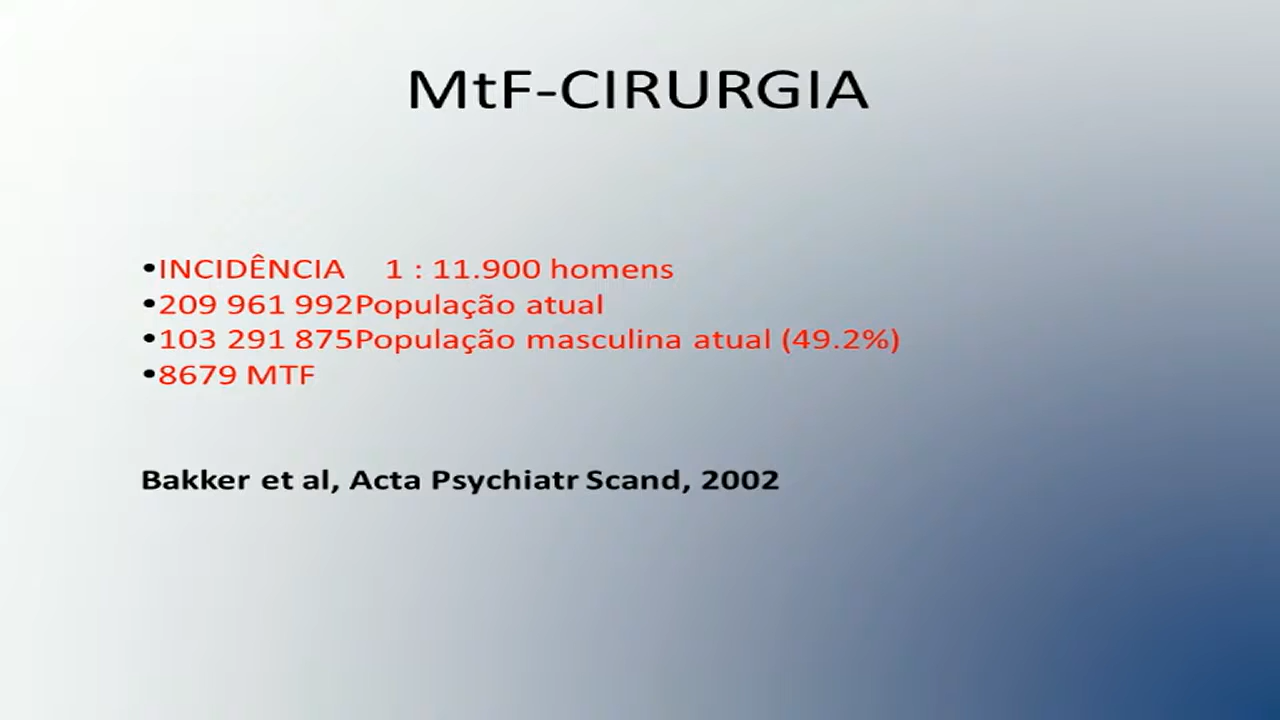 MtF-CIRURGIA
•INCIDÊNCIA 1 : 11.900 homens
•209 961 992População atual
•103 291 875População masculina atual (49.2%)
•8679 MTF
Bakker et al, Acta Psychiatr Scand, 2002